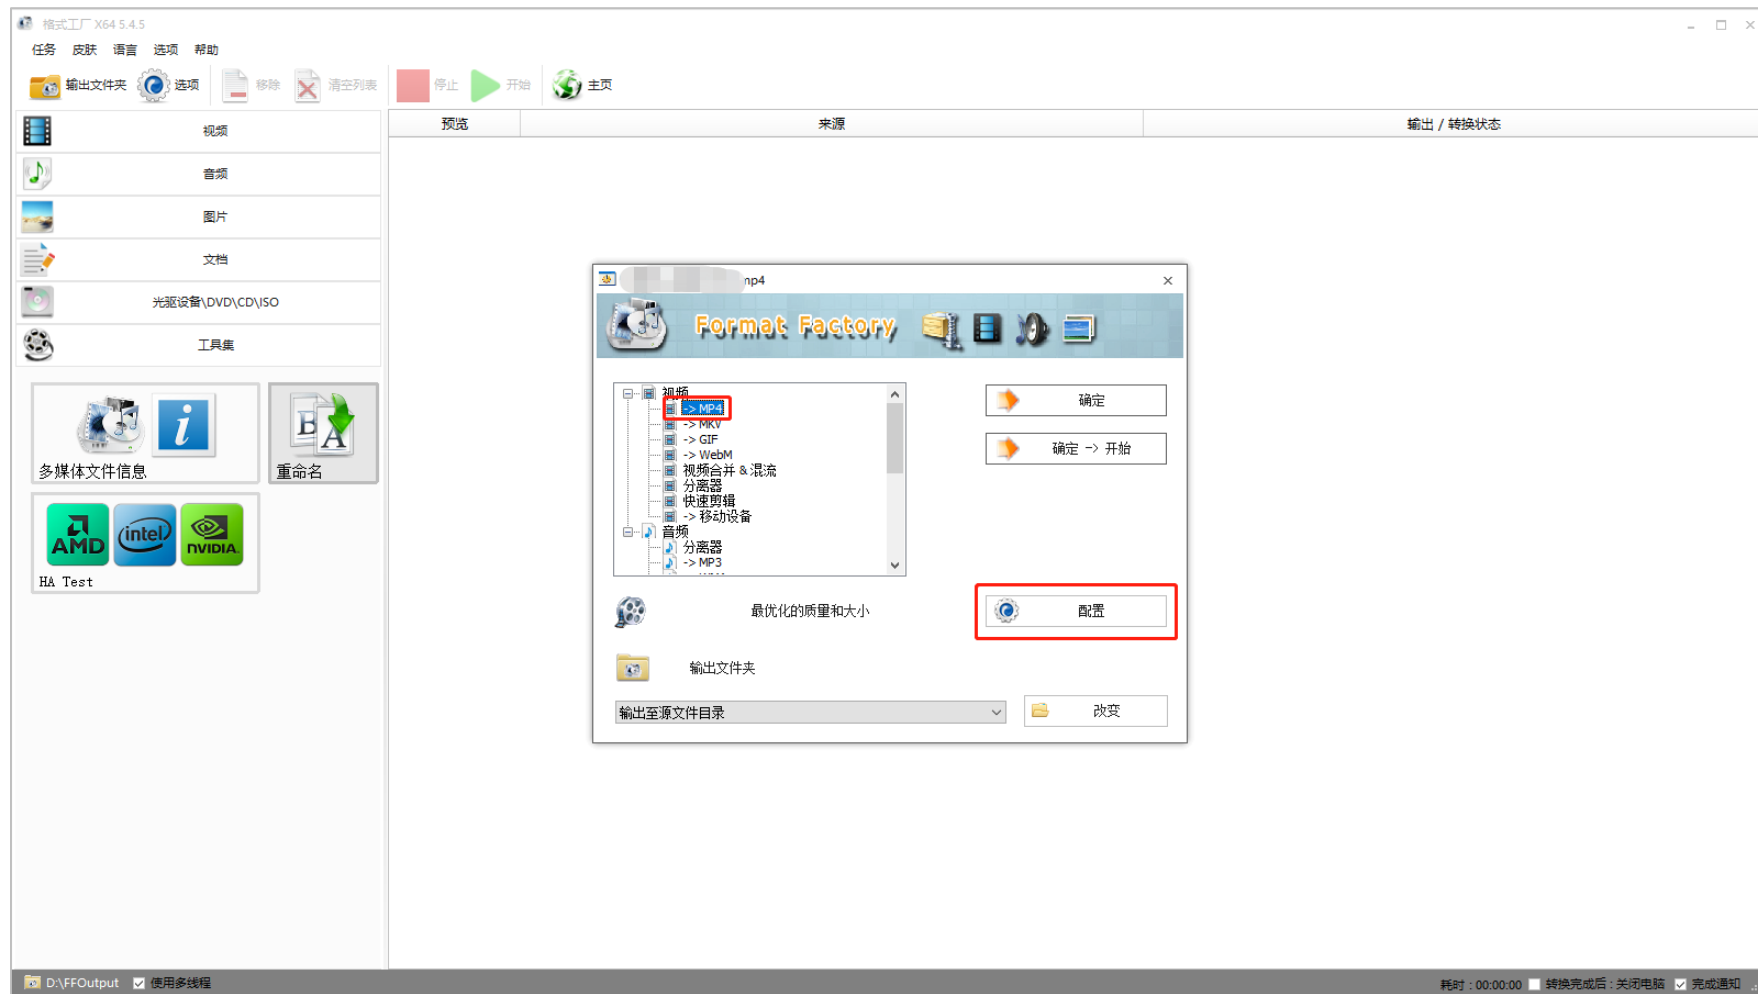 格式工厂 X64 5.4.5
任务 皮肤 语言 选项 帮助
输出文件夹 选项 移除 清空列表 停止 开始 主页
视频
音频
图片
文档
光驱设备\DVD\CD\ISO
工具集
多媒体文件信息
重命名
AMD intel NVIDIA.
HA Test
预览 来源 输出 / 转换状态
mp4
Format Factory
视频
-> MP4
-> MKV
-> GIF
-> WebM
视频合并 & 混流
分离器
快速剪辑
-> 移动设备
音频
分离器
-> MP3
确定
确定 -> 开始
最优化的质量和大小
配置
输出文件夹
输出至源文件目录
改变
D:\FFOutput 使用多线程
耗时 : 00:00:00 转换完成后 : 关闭电脑 完成通知